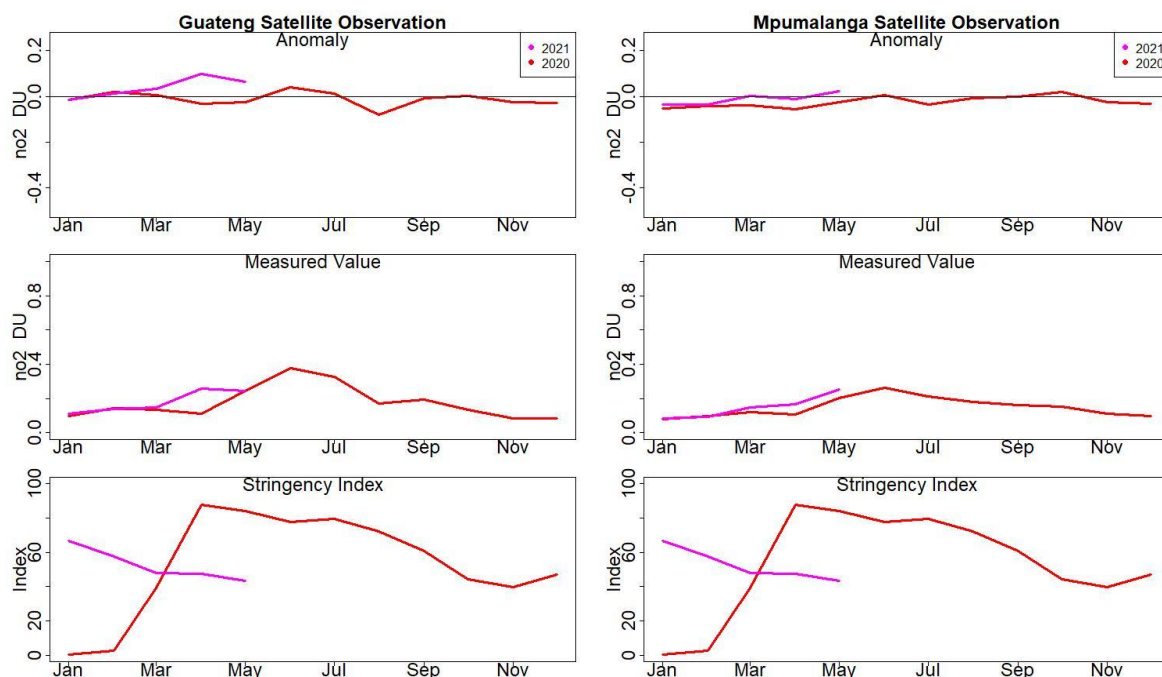 Guateng Satellite Observation
Anomaly
2021
2020
0.2
0.0
-0.4
no2 DU
Jan Mar May Jul Sep Nov
Measured Value
0.8
0.4
0.0
no2 DU
Jan Mar May Jul Sep Nov
Stringency Index
100
60
20
0
Index
Jan Mar May Jul Sep Nov
Mpumalanga Satellite Observation
Anomaly
2021
2020
0.2
0.0
-0.4
no2 DU
Jan Mar May Jul Sep Nov
Measured Value
0.8
0.4
0.0
no2 DU
Jan Mar May Jul Sep Nov
Stringency Index
100
60
20
0
Index
Jan Mar May Jul Sep Nov